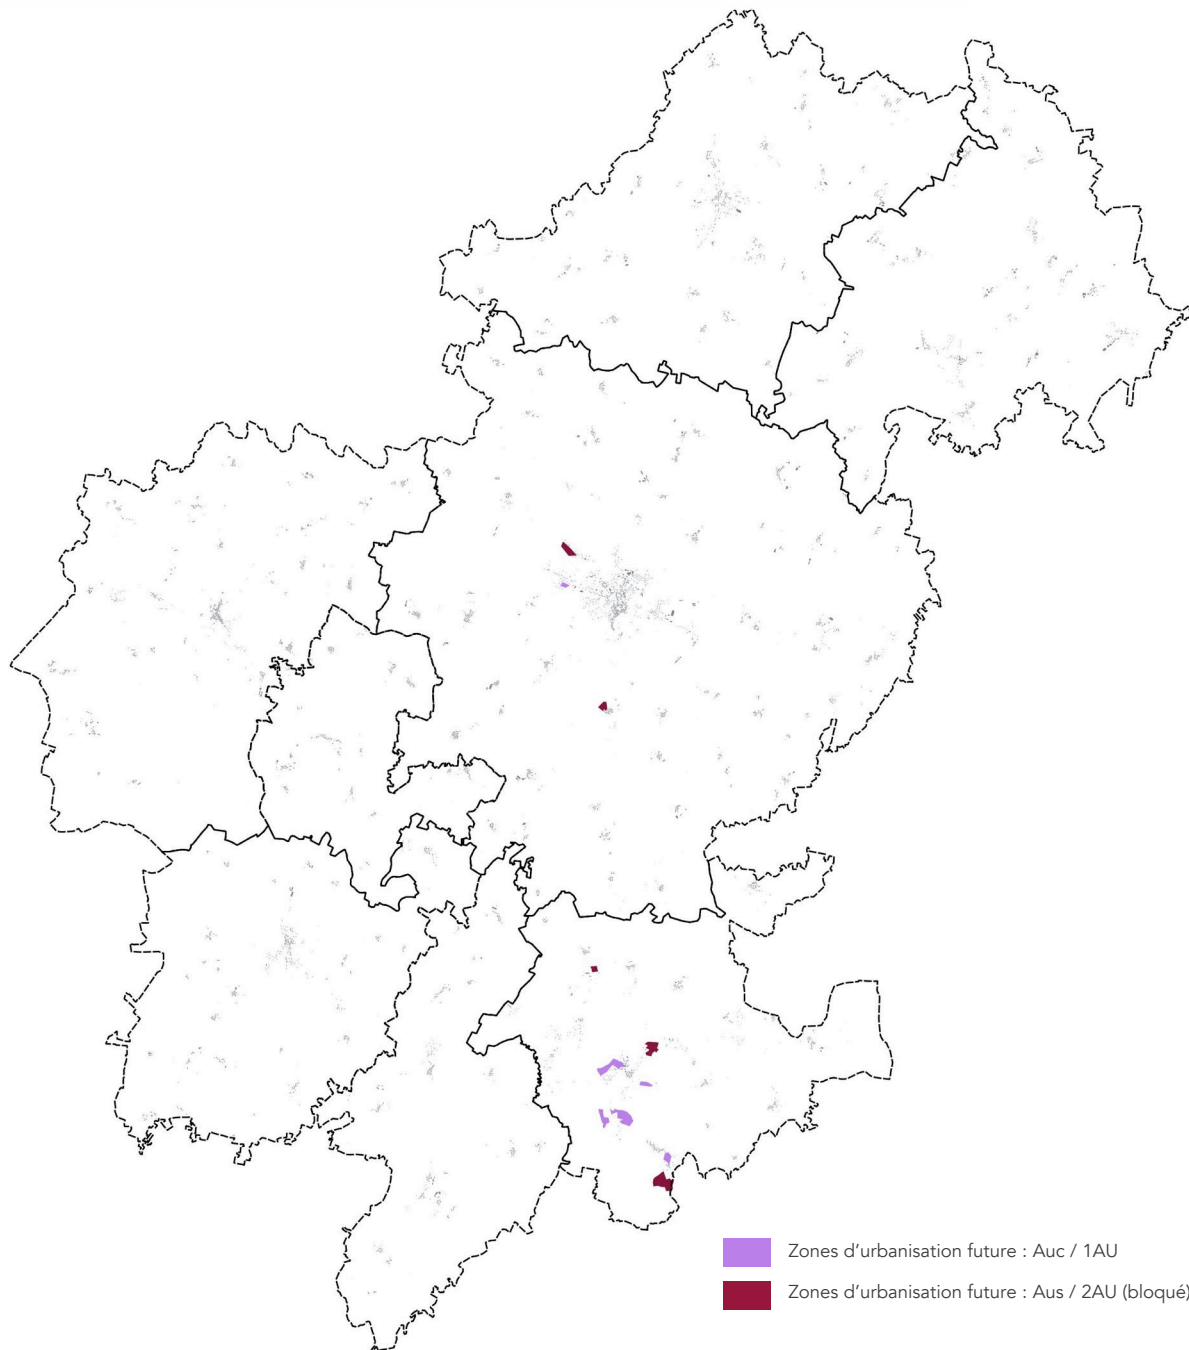 Zones d'urbanisation future : Auc / 1AU
Zones d'urbanisation future : Aus / 2AU (bloqué)